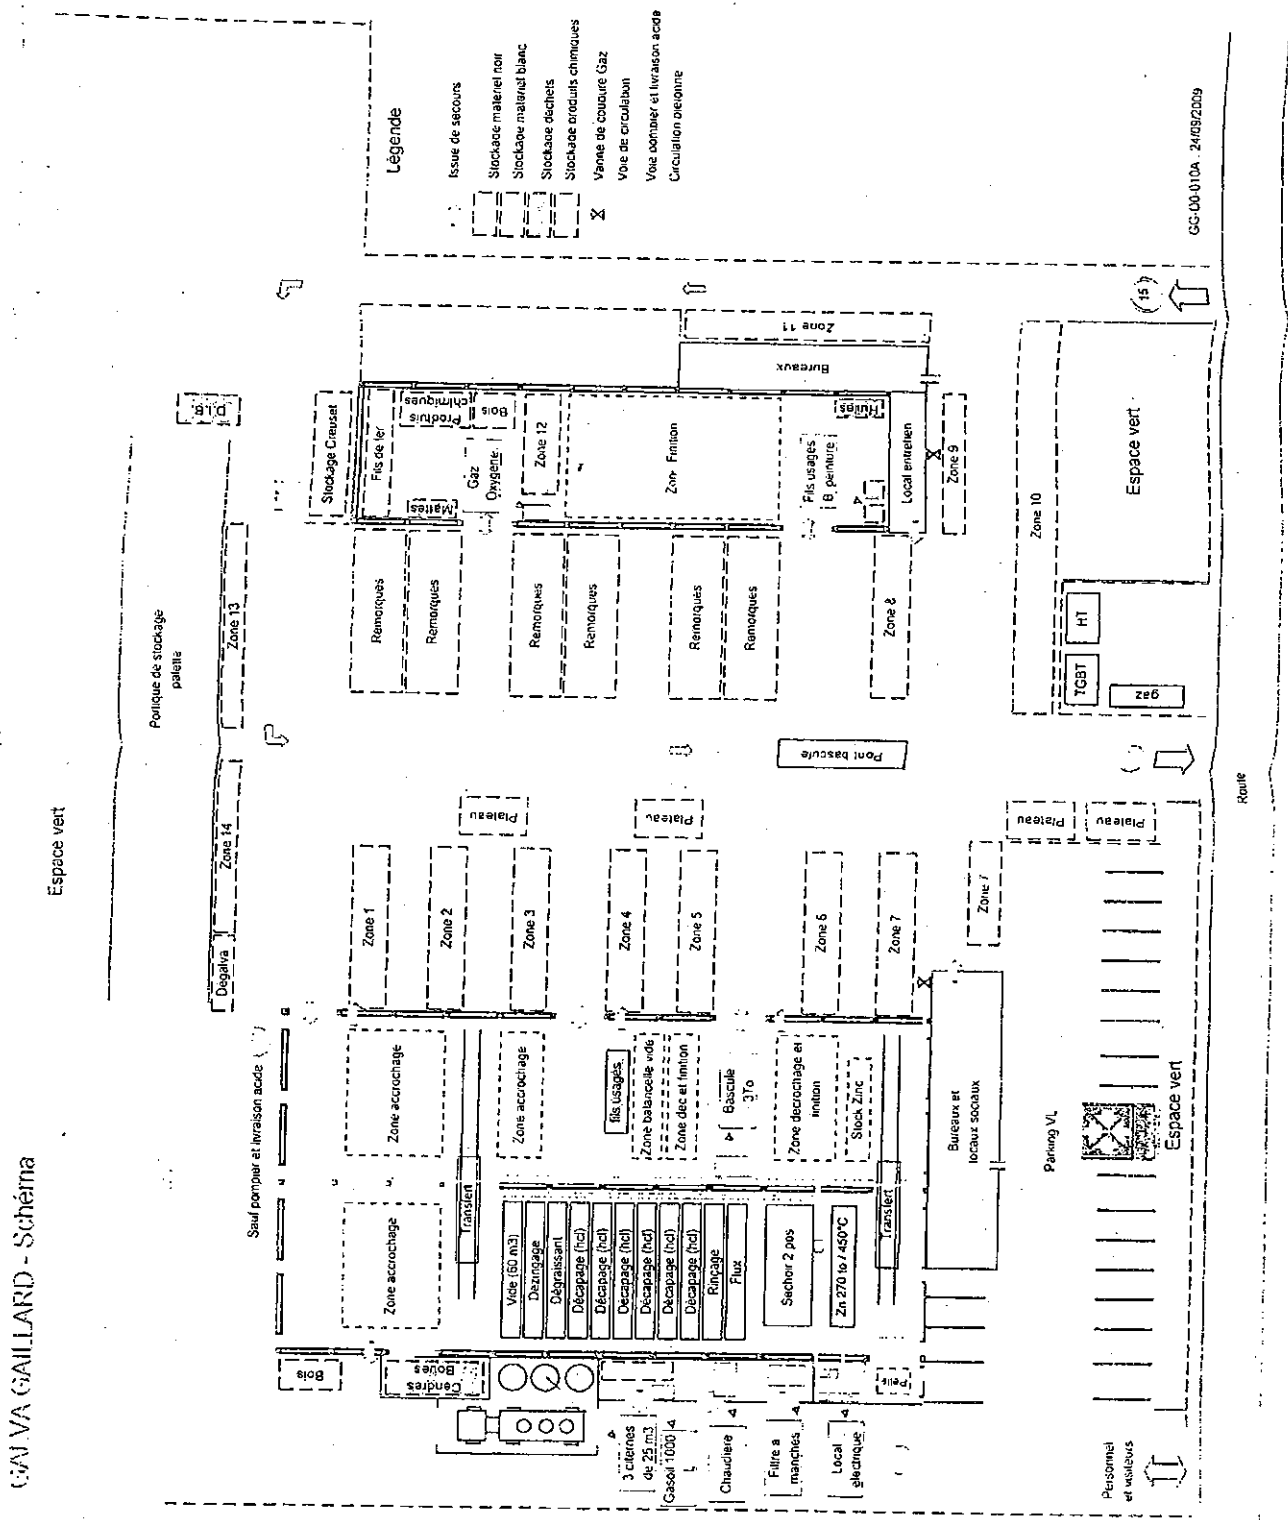 GALVA GAILLARD - Schéma
Espace vert
Portique de stockage
palette
Sauf pompier et livraison acide
Dégalva
Zone 14
Zone 13
D.I.B
Stockage Creuset
Légende
Issue de secours
Stockage matériel noir
Stockage matériel blanc
Stockage déchets
Stockage produits chimiques
Vanne de coupure Gaz
Voie de circulation
Voie pompier et livraison acide
Circulation piétonne
Bois
Cendres
Boues
Zone accrochage
Zone accrochage
Zone 1
Zone 2
Zone 3
Plateau
Remorques
Remorques
Fils de fer
Produis
chimiques
Mattes
Bois
Gaz
Oxygène
Zone 12
Transfert
Zone accrochage
Vide (60 m3)
Dézingage
Dégraissant
Décapage (hcl)
Décapage (hcl)
Décapage (hcl)
Décapage (hcl)
Décapage (hcl)
Décapage (hcl)
Rinçage
Flux
3 citernes
de 25 m3
Gasoil 1000
Chaudière
fils usagés
Zone balancelle vide
Zone dec et finition
Bascule
3To
Zone 4
Zone 5
Plateau
Remorques
Remorques
Remorques
Remorques
Zone Finition
Bureaux
Zone 11
Filtre à
manches
Séchoir 2 pos
Zone décrochage et
finition
Zone 6
Pont bascule
Fils usagés
B. peinture
Huiles
Local
électrique
Zn 270 to / 450°C
Stock Zinc
Transfert
Zone 7
Zone 8
Local entretien
Zone 9
Bureaux et
locaux sociaux
Zone 7
Parking VL
Plateau
Plateau
Zone 10
TGBT
HT
gaz
Espace vert
15
Personnel
et visiteurs
Espace vert
Route
GG-00-010A . 24/09/2009